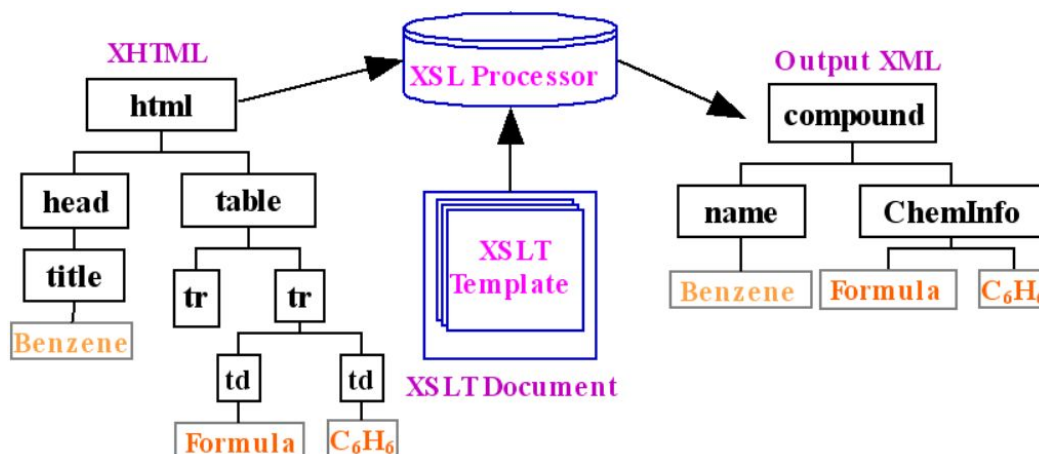 XHTML
html
head
table
title
tr
tr
Benzene
td
td
Formula
C₆H₆
XSL Processor
XSLT
Template
XSLT Document
Output XML
compound
name
ChemInfo
Benzene
Formula
C₆H₆